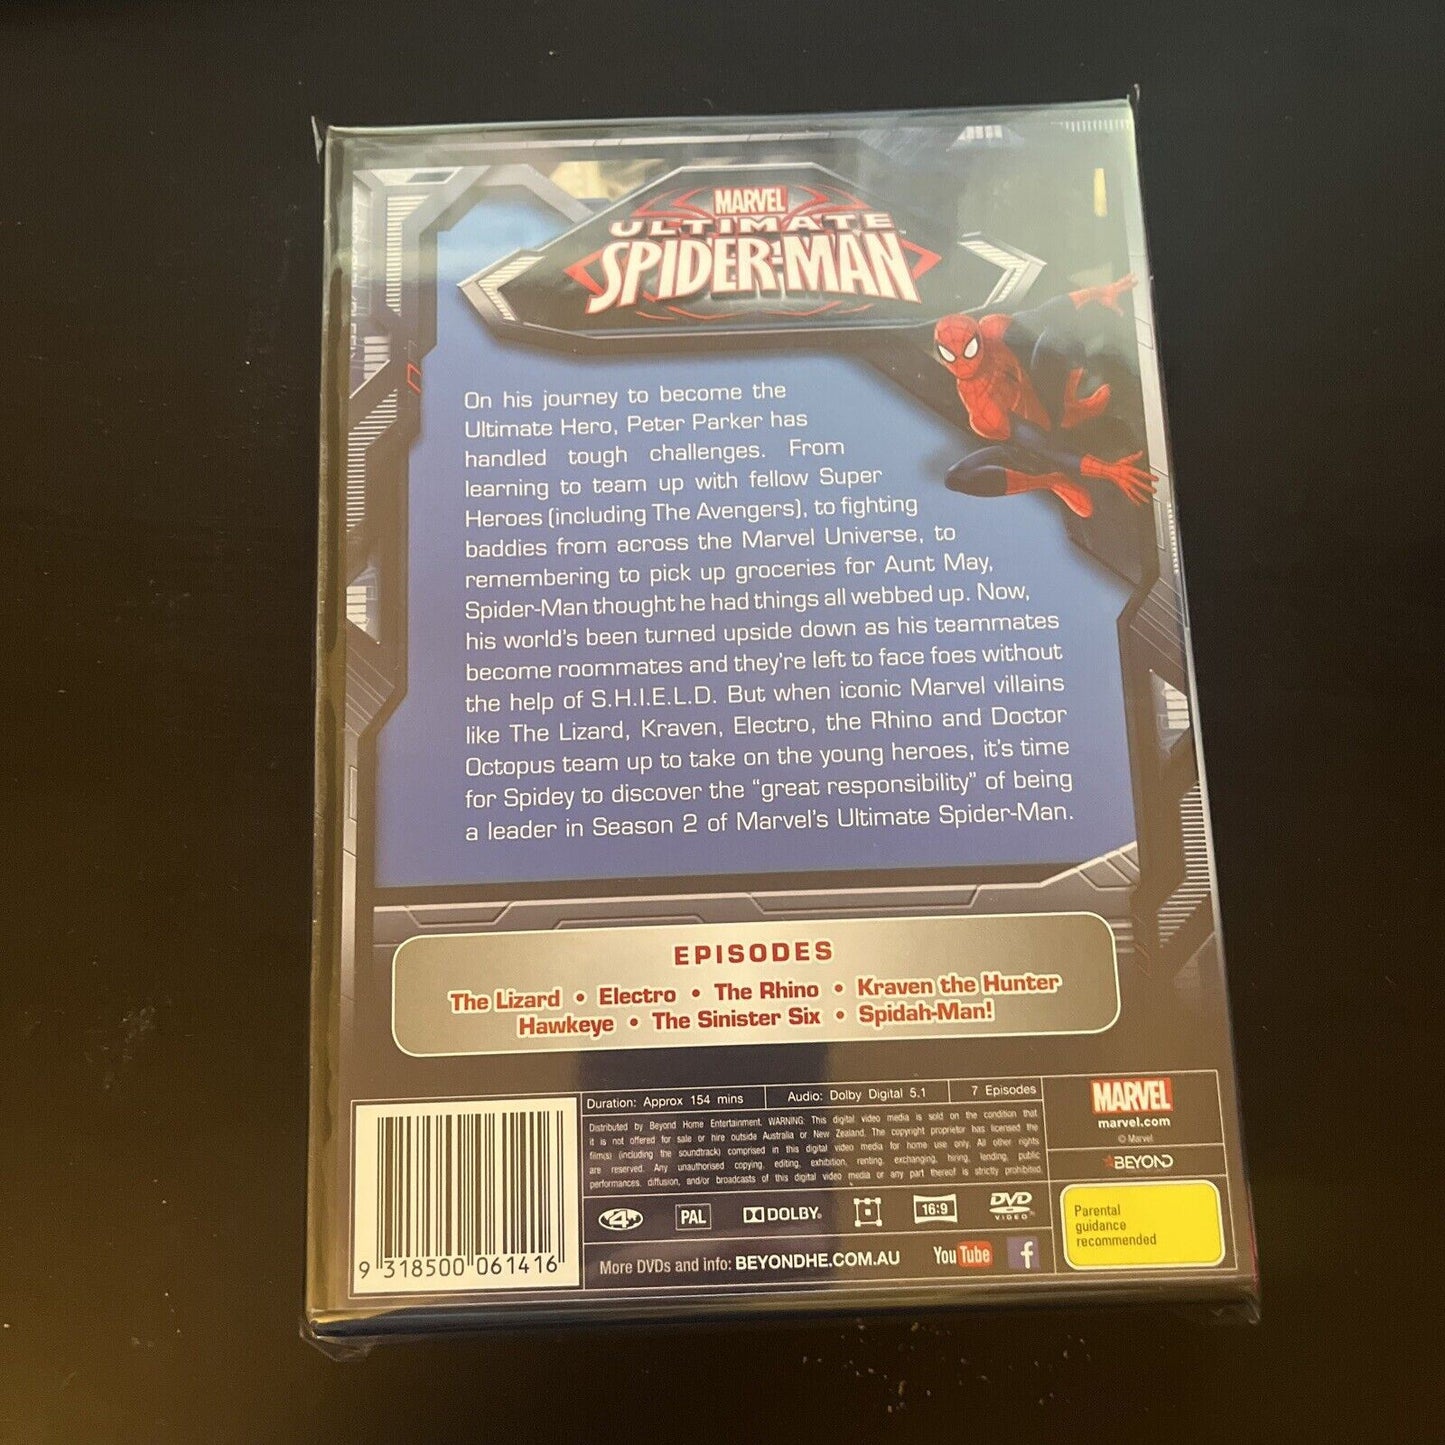 MARVEL
ULTIMATE
SPIDER-MAN
On his journey to become the
Ultimate Hero, Peter Parker has
handled tough challenges. From
learning to team up with fellow Super
Heroes (including The Avengers), to fighting
baddies from across the Marvel Universe, to
remembering to pick up groceries for Aunt May,
Spider-Man thought he had things all webbed up. Now,
his world's been turned upside down as his teammates
become roommates and they're left to face foes without
the help of S.H.I.E.L.D. But when iconic Marvel villains
like The Lizard, Kraven, Electro, the Rhino and Doctor
Octopus team up to take on the young heroes, it's time
for Spidey to discover the "great responsibility" of being
a leader in Season 2 of Marvel's Ultimate Spider-Man.
EPISODES
The Lizard • Electro • The Rhino • Kraven the Hunter
Hawkeye • The Sinister Six • Spidah-Man!
Duration: Approx 154 mins Audio: Dolby Digital 5.1 7 Episodes
Distributed by Beyond Home Entertainment. WARNING: This digital video media is sold on the condition that
it is not offered for sale or hire outside Australia or New Zealand. The copyright proprietor has licensed the
film(s) (including the soundtrack) comprised in this digital video media for home use only. All other rights
are reserved. Any unauthorised copying, editing, exhibition, renting, exchanging, hiring, lending, public
performances, diffusion, and/or broadcasts of this digital video media or any part thereof is strictly prohibited.
4 PAL DOLBY 16:9 DVD VIDEO
More DVDs and info: BEYONDHE.COM.AU YouTube f
MARVEL
marvel.com
© Marvel
BEYOND
Parental
guidance
recommended
9 318500 061416